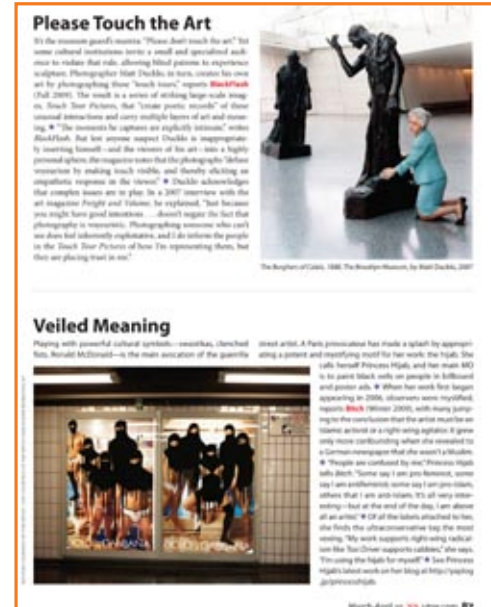 Please Touch the Art
It's the museum guard's mantra: "Please don't touch the art." Yet
some cultural institutions invite a small and specialized audi-
ence to violate that rule, allowing blind patrons to experience
sculpture. Photographer Matt Ducklo, in turn, creates his own
art by photographing these "touch tours," reports BlackFlash
(Fall 2009). The result is a series of striking large-scale imag-
es, Touch Tour Pictures, that "create poetic records" of these
unusual interactions and carry multiple layers of art and mean-
ing. "The moments he captures are explicitly intimate," writes
BlackFlash. But lest anyone suspect Ducklo is inappropriate-
ly inserting himself—and the viewer of his art—into a highly
personal sphere, the magazine notes that the photographs "defuse
voyeurism by making touch visible, and thereby eliciting an
empathetic response in the viewer." Ducklo acknowledges
that complex issues are in play. In a 2007 interview with the
art magazine Freight and Volume, he explained, "Just because
you might have good intentions . . . doesn't negate the fact that
photography is voyeuristic. Photographing someone who can't
see does feel inherently exploitative, and I do inform the people
in the Touch Tour Pictures of how I'm representing them, but
they are placing trust in me."
The Burghers of Calais, 1888, The Brooklyn Museum, by Matt Ducklo, 2007
Veiled Meaning
Playing with powerful cultural symbols—swastikas, clenched
fists, Ronald McDonald—is the main avocation of the guerrilla
street artist. A Paris provocateur has made a splash by appropri-
ating a potent and mystifying motif for her work: the hijab. She
calls herself Princess Hijab, and her main MO
is to paint black veils on people in billboard
and poster ads. When her work first began
appearing in 2006, observers were mystified,
reports Bitch (Winter 2009), with many jump-
ing to the conclusion that the artist must be an
Islamic activist or a right-wing agitator. It grew
only more confounding when she revealed to
a German newspaper that she wasn't a Muslim.
"People are confused by me," Princess Hijab
tells Bitch. "Some say I am pro-feminist, some
say I am antifeminist; some say I am pro-Islam,
others that I am anti-Islam. It's all very inter-
esting—but at the end of the day, I am above
all an artist." Of all the labels attached to her,
she finds the ultraconservative tag the most
vexing. "My work supports right-wing radical-
ism like Taxi Driver supports cabbies," she says.
"I'm using the hijab for myself." See Princess
Hijab's latest work on her blog at http://yaplog
.jp/princesshijab.